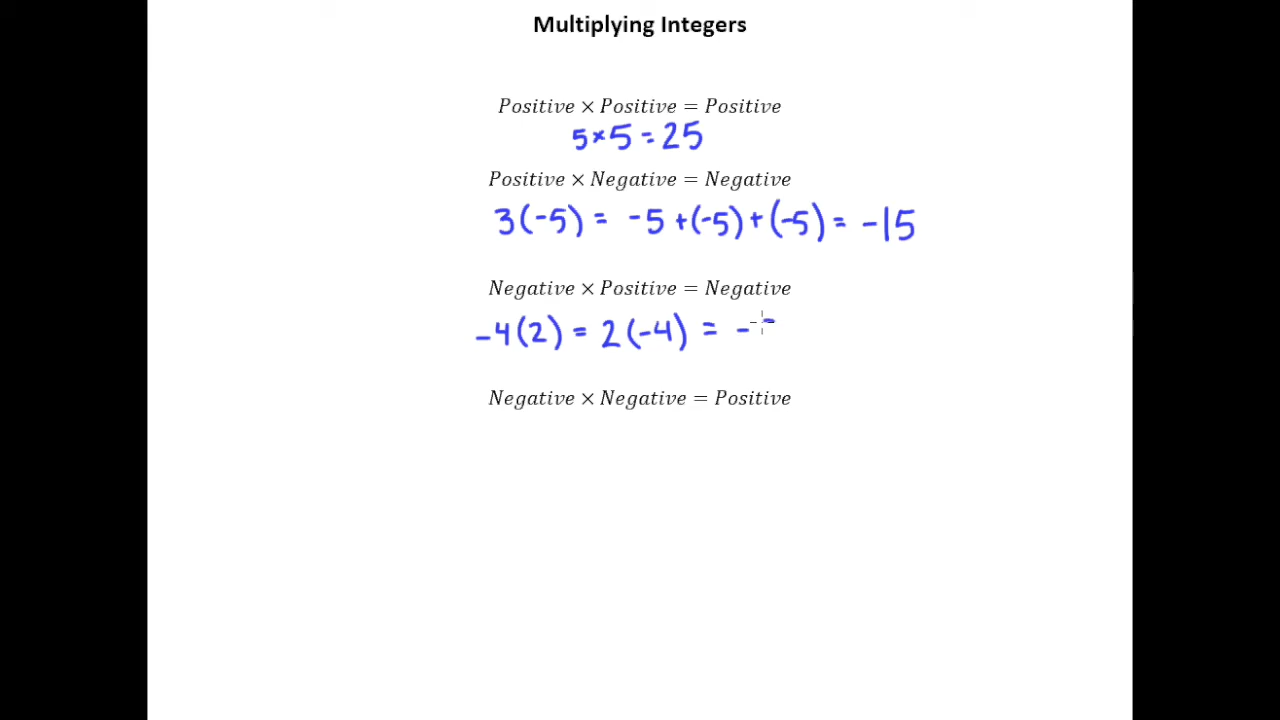 Multiplying Integers
Positive × Positive = Positive
5 × 5 = 25
Positive × Negative = Negative
3(-5) = -5 + (-5) + (-5) = -15
Negative × Positive = Negative
-4(2) = 2(-4) = -
Negative × Negative = Positive